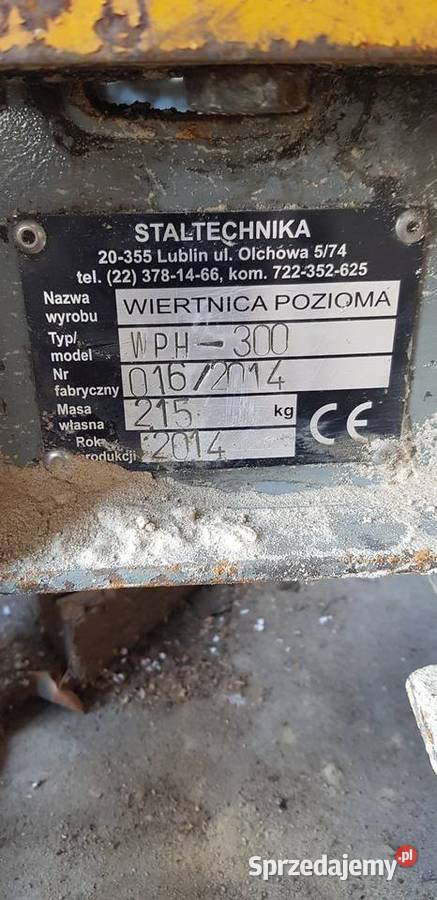 STALTECHNIKA
20-355 Lublin ul. Olchowa 5/74
tel. (22) 378-14-66, kom. 722-352-625
Nazwa wyrobu WIERTNICA POZIOMA
Typ/ model WPH-300
Nr fabryczny 016/2014
Masa własna 215 kg
Rok produkcji 2014
CE
Sprzedajemy.pl